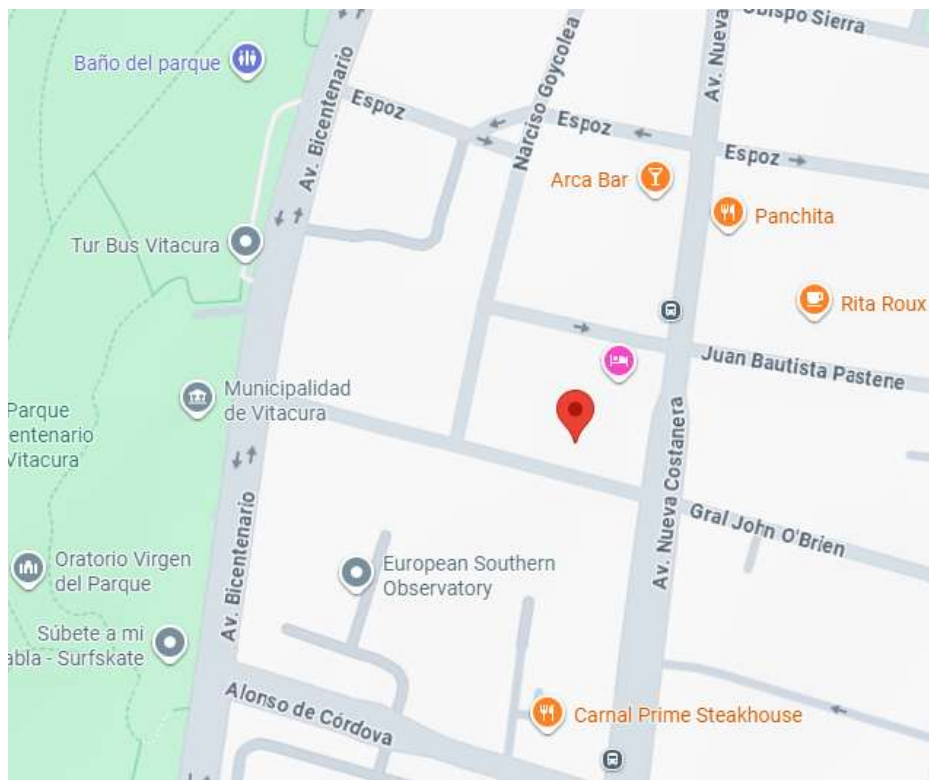 Obispo Sierra
Av. Nueva
Baño del parque
Av. Bicentenario
Narciso Goycolea
Espoz
Espoz
Espoz
Arca Bar
Panchita
Tur Bus Vitacura
Rita Roux
Juan Bautista Pastene
Municipalidad
de Vitacura
Parque
entenario
Vitacura
Av. Nueva Costanera
Gral John O'Brien
Av. Bicentenario
European Southern
Observatory
Oratorio Virgen
del Parque
Súbete a mi
abla - Surfskate
Alonso de Córdova
Carnal Prime Steakhouse